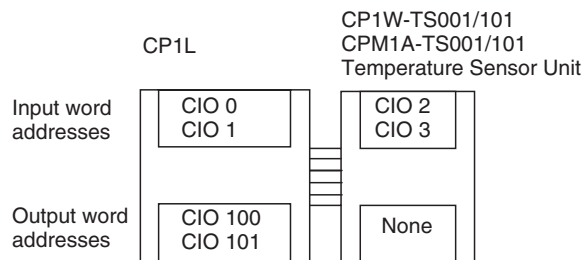 CP1L
CP1W-TS001/101
CPM1A-TS001/101
Temperature Sensor Unit
Input word
addresses
CIO 0
CIO 1
CIO 2
CIO 3
Output word
addresses
CIO 100
CIO 101
None